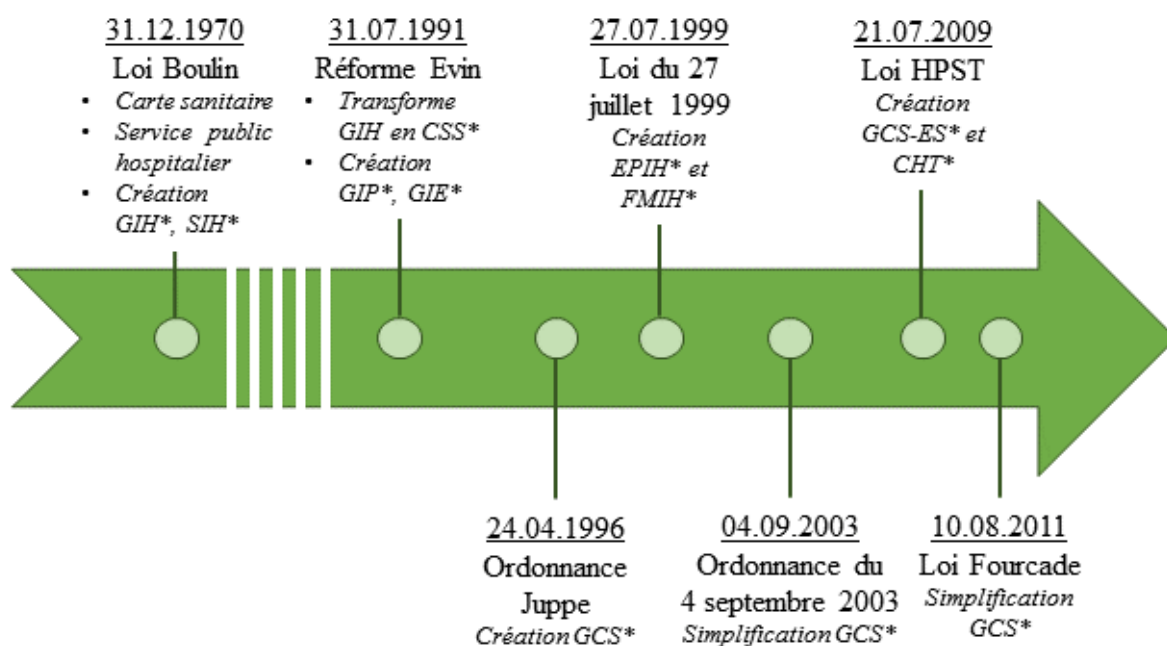 31.12.1970
Loi Boulin
• Carte sanitaire
• Service public
hospitalier
• Création
GIH*, SIH*
31.07.1991
Réforme Evin
• Transforme
GIH en CSS*
• Création
GIP*, GIE*
27.07.1999
Loi du 27
juillet 1999
Création
EPIH* et
FMIH*
21.07.2009
Loi HPST
Création
GCS-ES* et
CHT*
24.04.1996
Ordonnance
Juppe
Création GCS*
04.09.2003
Ordonnance du
4 septembre 2003
Simplification GCS*
10.08.2011
Loi Fourcade
Simplification
GCS*